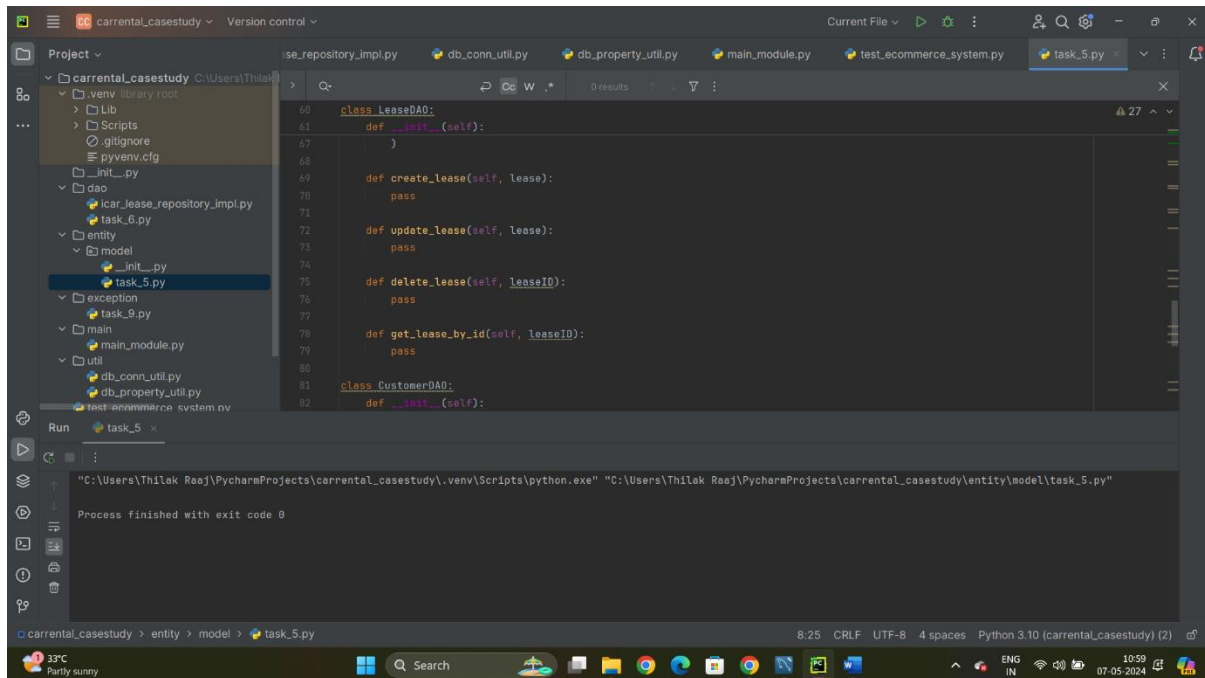 CC carrental_casestudy Version control Current File
Project
carrental_casestudy C:\Users\Thilak
.venv library root
Lib
Scripts
.gitignore
pyvenv.cfg
__init__.py
dao
icar_lease_repository_impl.py
task_6.py
entity
model
__init__.py
task_5.py
exception
task_9.py
main
main_module.py
util
db_conn_util.py
db_property_util.py
test_ecommerce_system.py
ase_repository_impl.py db_conn_util.py db_property_util.py main_module.py test_ecommerce_system.py task_5.py
Cc W .* 0 results
27
60 class LeaseDAO:
61 def __init__(self):
67 )
68
69 def create_lease(self, lease):
70 pass
71
72 def update_lease(self, lease):
73 pass
74
75 def delete_lease(self, leaseID):
76 pass
77
78 def get_lease_by_id(self, leaseID):
79 pass
80
81 class CustomerDAO:
82 def __init__(self):
Run task_5
"C:\Users\Thilak Raaj\PycharmProjects\carrental_casestudy\.venv\Scripts\python.exe" "C:\Users\Thilak Raaj\PycharmProjects\carrental_casestudy\entity\model\task_5.py"
Process finished with exit code 0
carrental_casestudy > entity > model > task_5.py 8:25 CRLF UTF-8 4 spaces Python 3.10 (carrental_casestudy) (2)
1 33°C
Partly sunny
Search
ENG
IN
10:59
07-05-2024